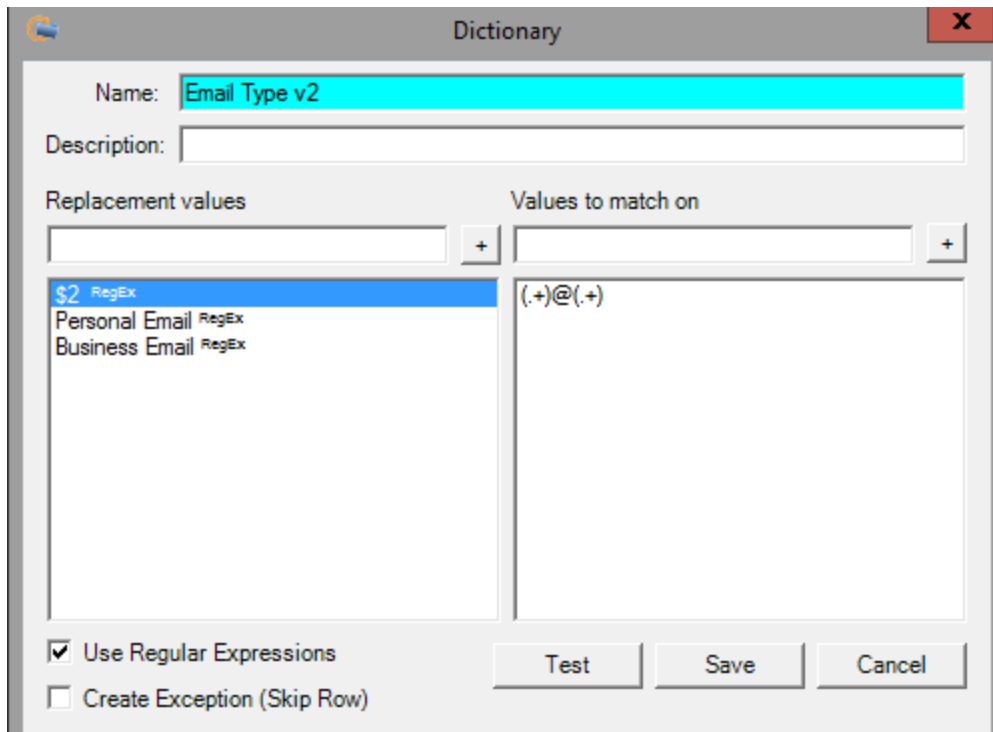 Dictionary
X
Name: Email Type v2
Description:
Replacement values
Values to match on
+
+
$2 RegEx
Personal Email RegEx
Business Email RegEx
(.+)@(.+)
Use Regular Expressions
Create Exception (Skip Row)
Test Save Cancel